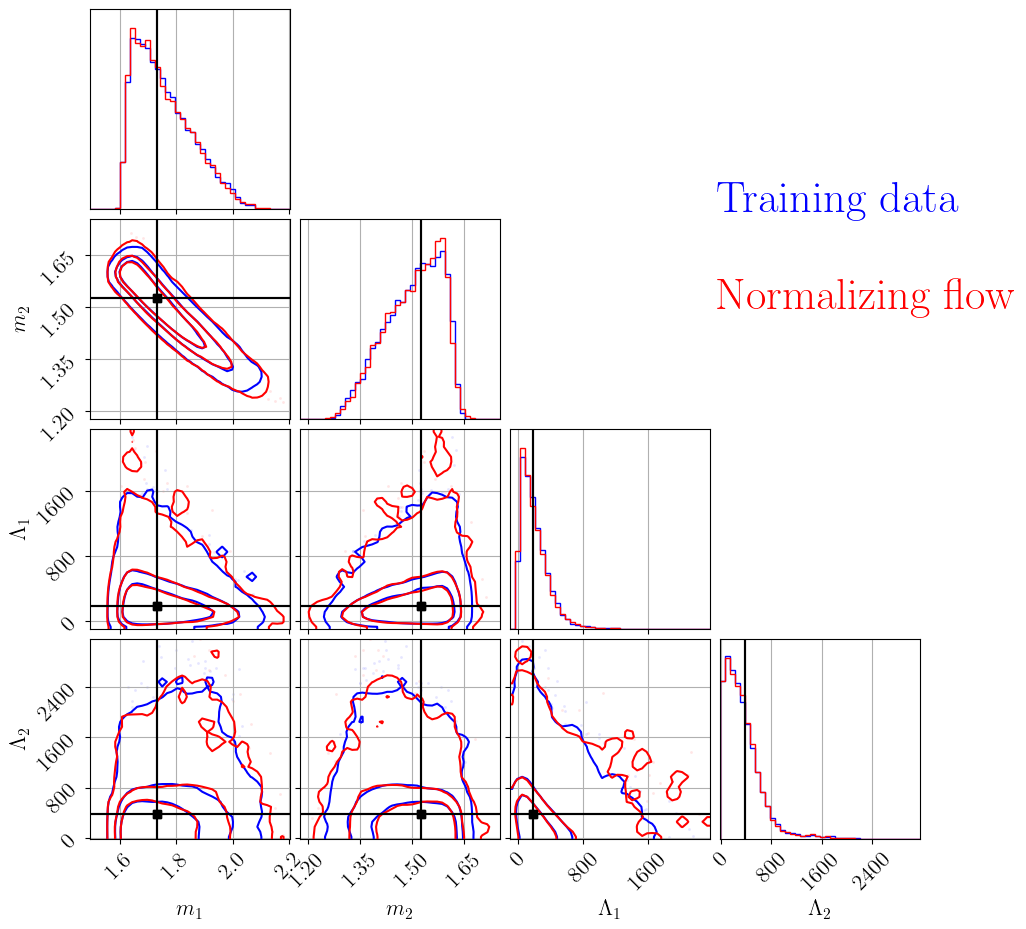 Training data
Normalizing flow
m₂
1.65
1.50
1.35
1.20
Λ₁
1600
800
0
Λ₂
2400
1600
800
0
1.6 1.8 2.0 2.2
1.20 1.35 1.50 1.65
0 800 1600
0 800 1600 2400
m₁ m₂ Λ₁ Λ₂